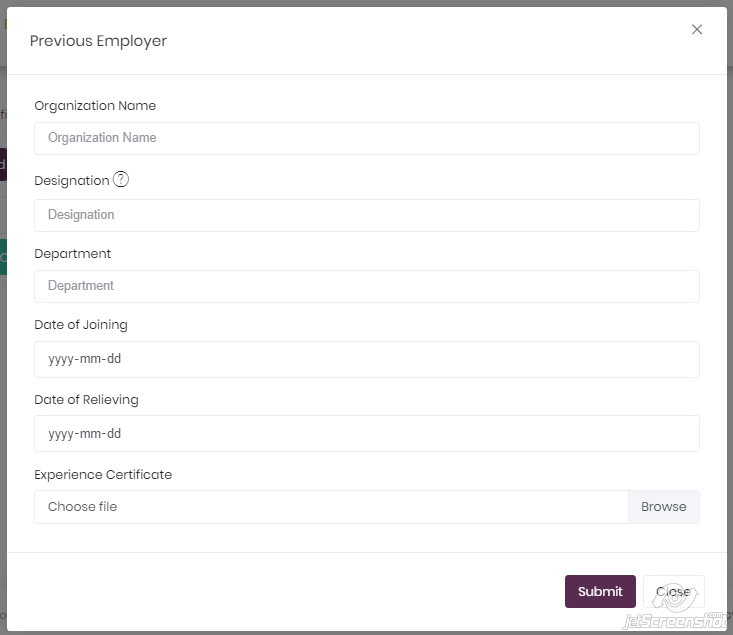 Previous Employer
Organization Name
Organization Name
Designation ?
Designation
Department
Department
Date of Joining
yyyy-mm-dd
Date of Relieving
yyyy-mm-dd
Experience Certificate
Choose file
Browse
Submit
Close